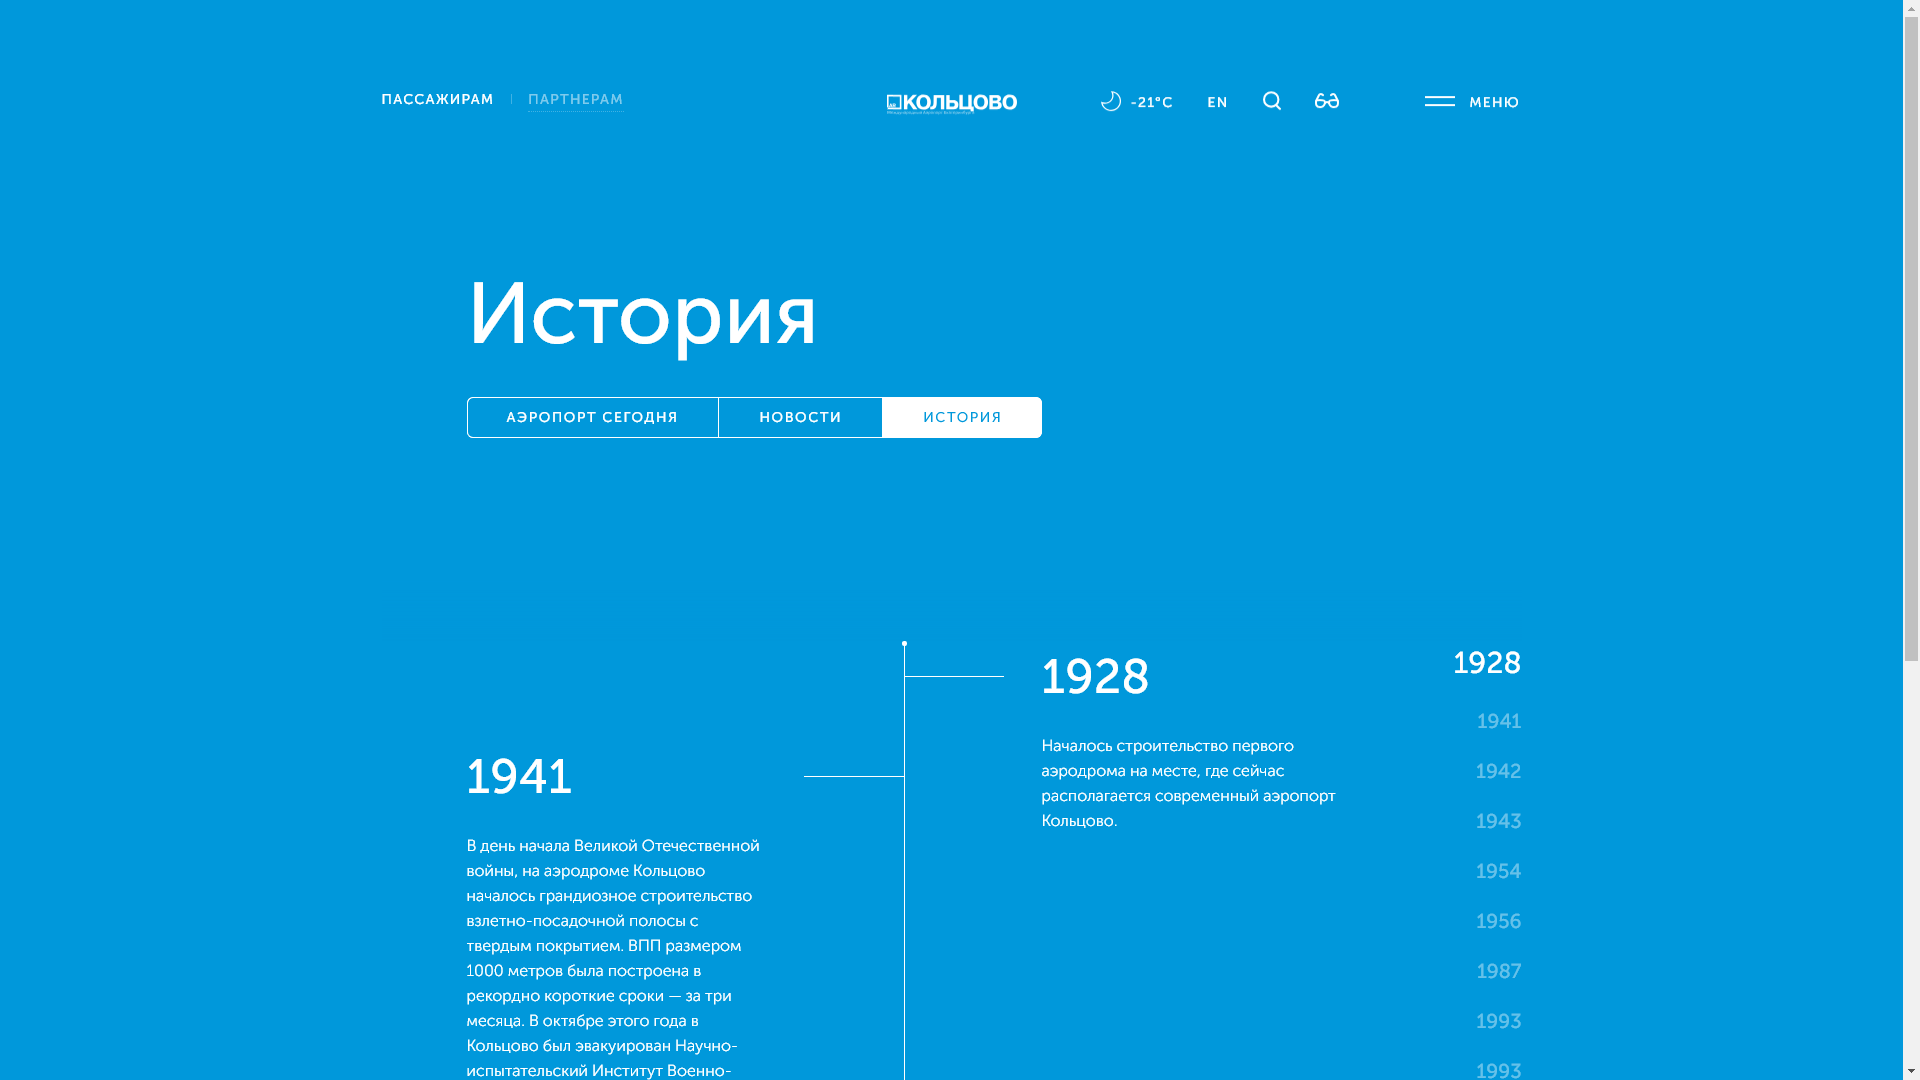 ПАССАЖИРАМ
ПАРТНЕРАМ
КОЛЬЦОВО
-21°C
EN
МЕНЮ
История
АЭРОПОРТ СЕГОДНЯ
НОВОСТИ
ИСТОРИЯ
1928
Началось строительство первого
аэродрома на месте, где сейчас
располагается современный аэропорт
Кольцово.
1941
В день начала Великой Отечественной
войны, на аэродроме Кольцово
началось грандиозное строительство
взлетно-посадочной полосы с
твердым покрытием. ВПП размером
1000 метров была построена в
рекордно короткие сроки — за три
месяца. В октябре этого года в
Кольцово был эвакуирован Научно-
испытательский Институт Военно-
1928
1941
1942
1943
1954
1956
1987
1993
1993